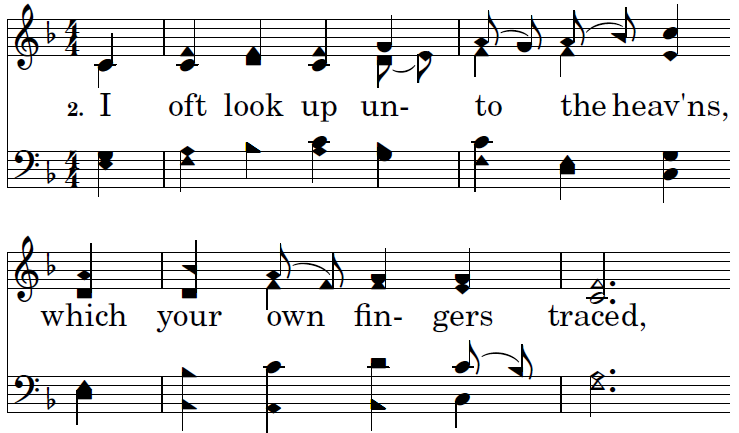 2. I oft look up un- to the heav'ns,
which your own fin- gers traced,